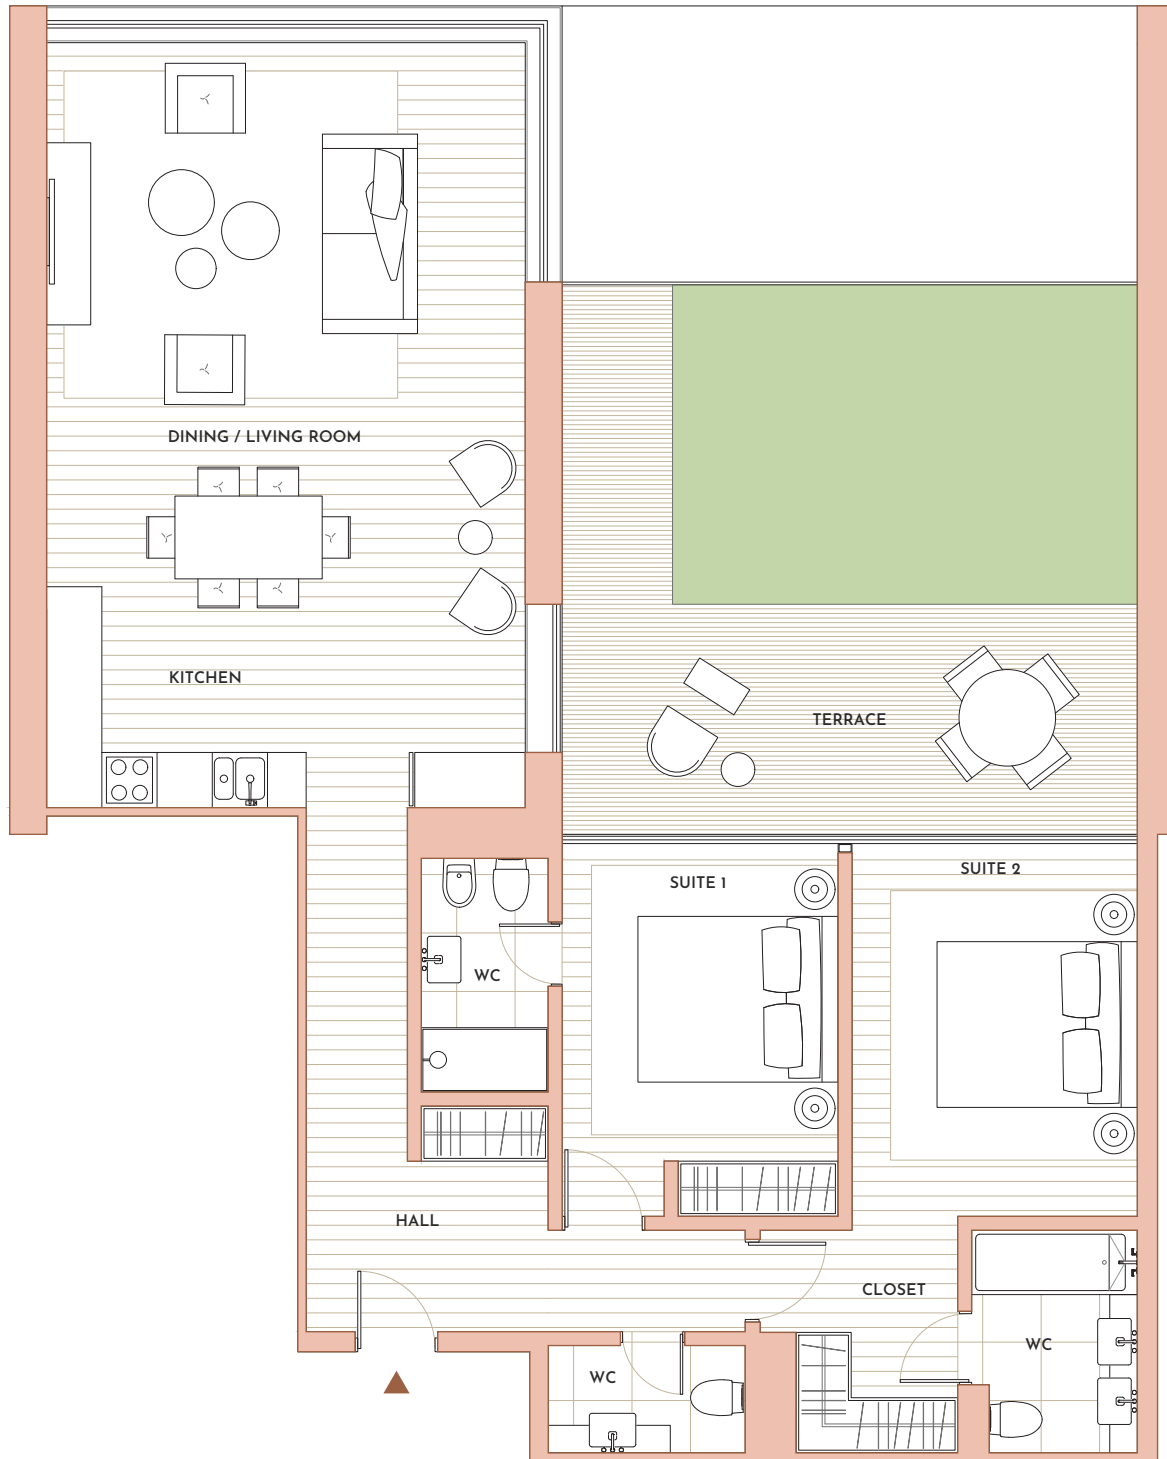 DINING / LIVING ROOM
KITCHEN
TERRACE
SUITE 1
SUITE 2
WC
HALL
CLOSET
WC
WC